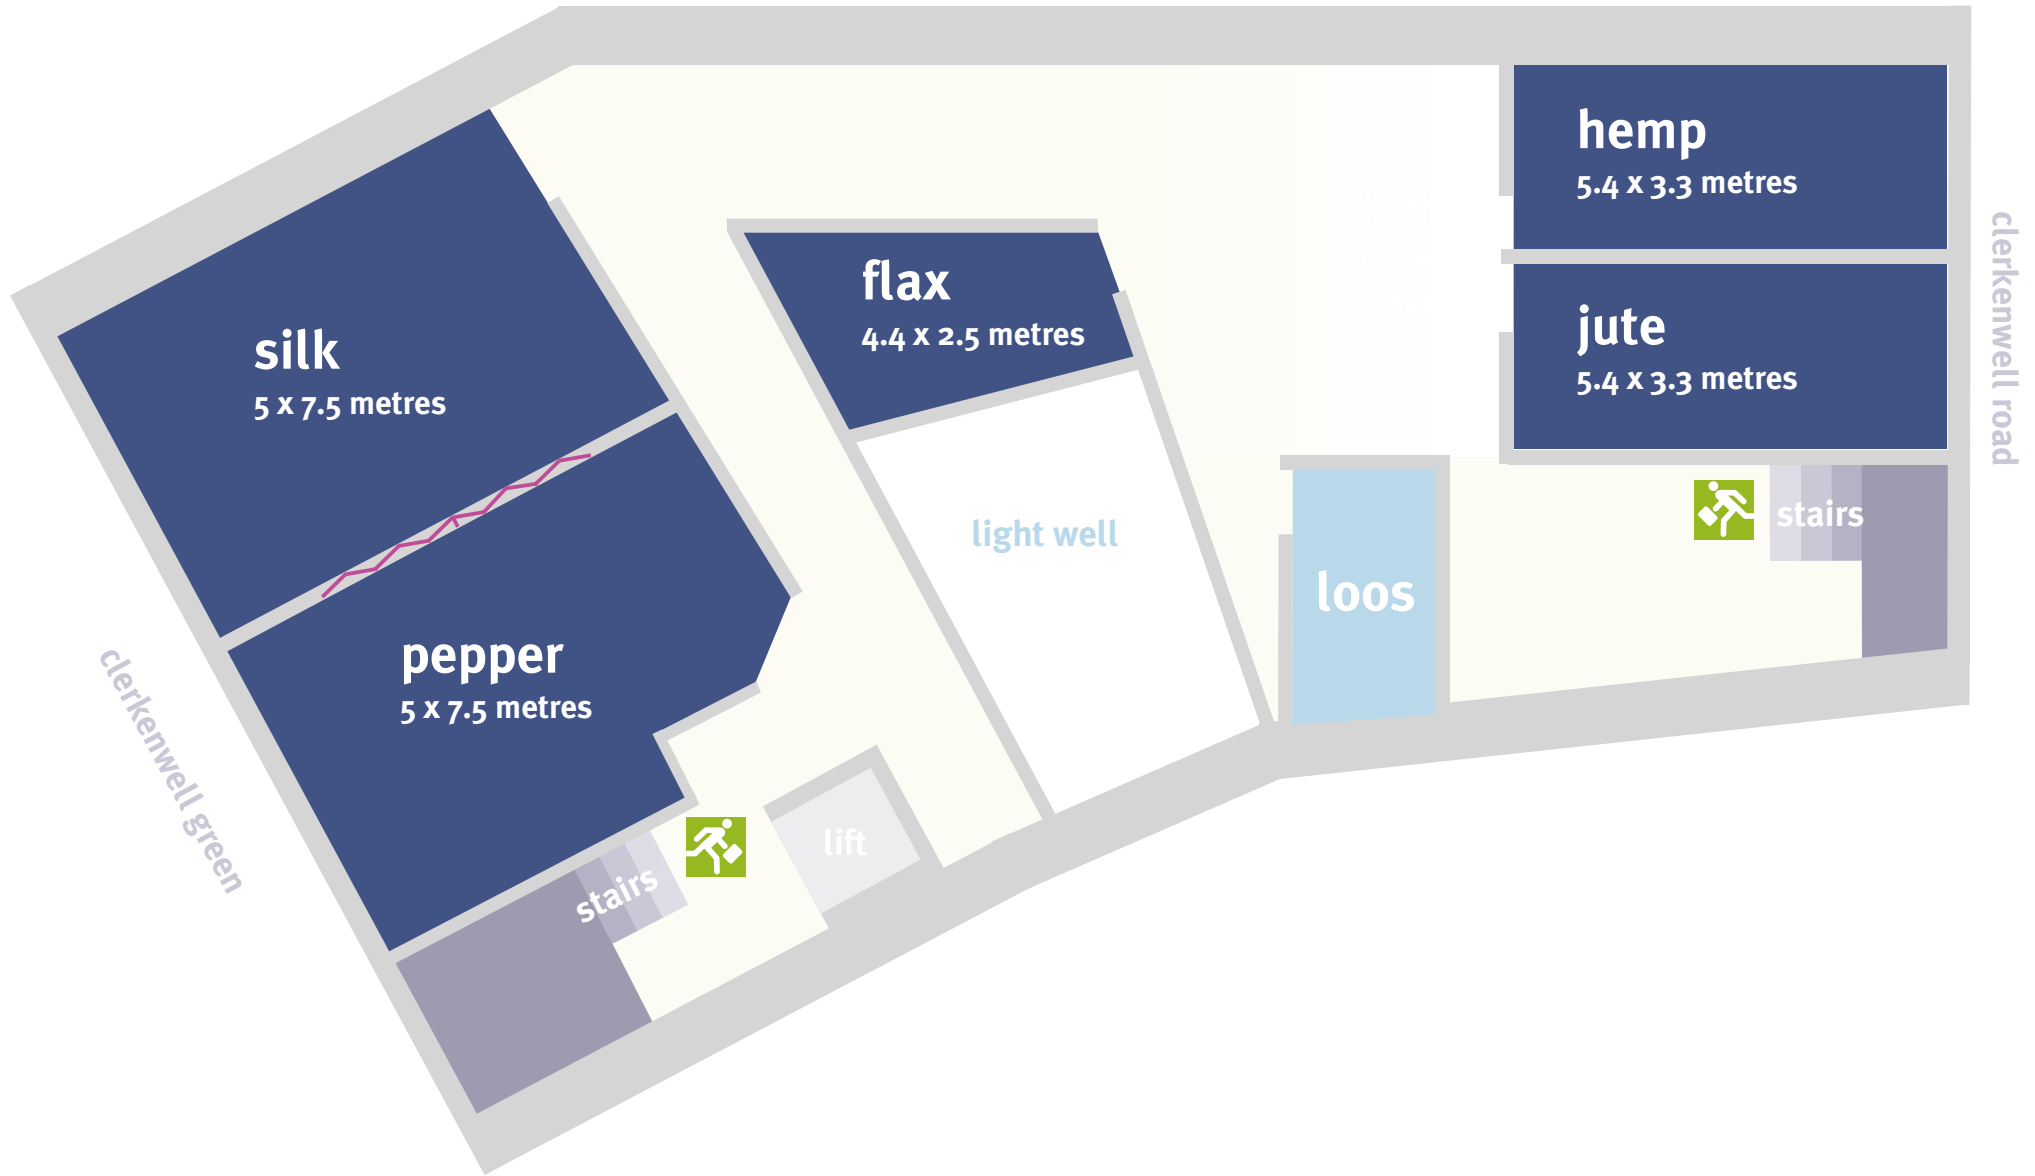 hemp
5.4 x 3.3 metres
flax
4.4 x 2.5 metres
silk
5 x 7.5 metres
jute
5.4 x 3.3 metres
clerkenwell road
light well
stairs
loos
pepper
5 x 7.5 metres
clerkenwell green
lift
stairs